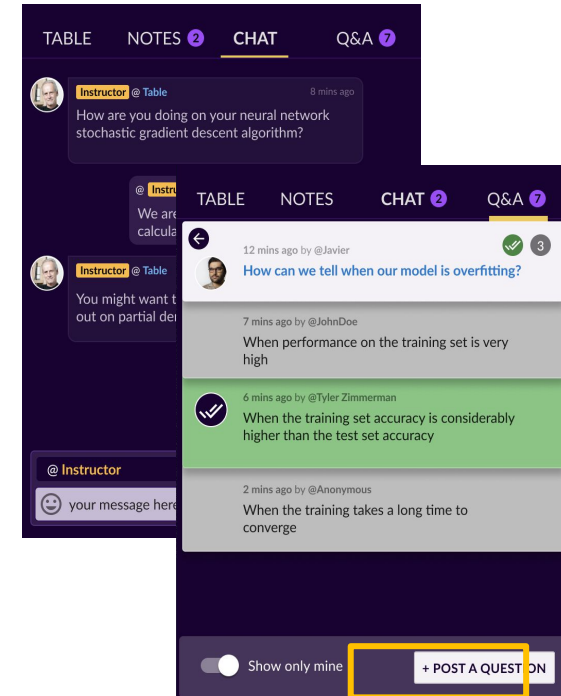 TABLE NOTES 2 CHAT Q&A 7
Instructor @ Table 8 mins ago
How are you doing on your neural network
stochastic gradient descent algorithm?
@ Instru
We are
calcula
Instructor @ Table
You might want t
out on partial de
@ Instructor
your message here
TABLE NOTES CHAT 2 Q&A 7
12 mins ago by @Javier 3
How can we tell when our model is overfitting?
7 mins ago by @JohnDoe
When performance on the training set is very
high
6 mins ago by @Tyler Zimmerman
When the training set accuracy is considerably
higher than the test set accuracy
2 mins ago by @Anonymous
When the training takes a long time to
converge
Show only mine + POST A QUESTION